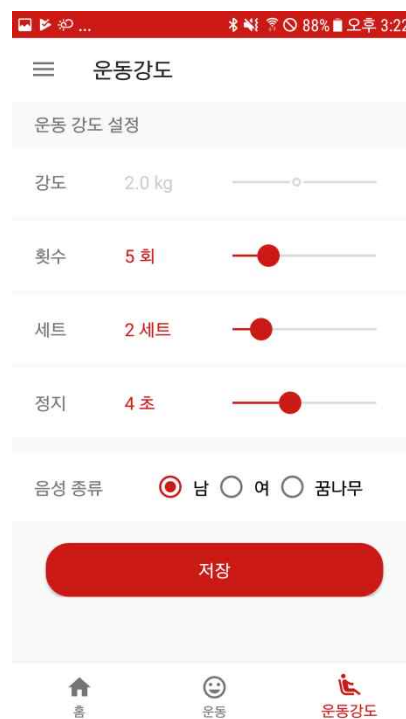 ... 88% 오후 3:22
운동강도
운동 강도 설정
강도 2.0 kg
횟수 5 회
세트 2 세트
정지 4 초
음성 종류 남 여 꿈나무
저장
홈 운동 운동강도